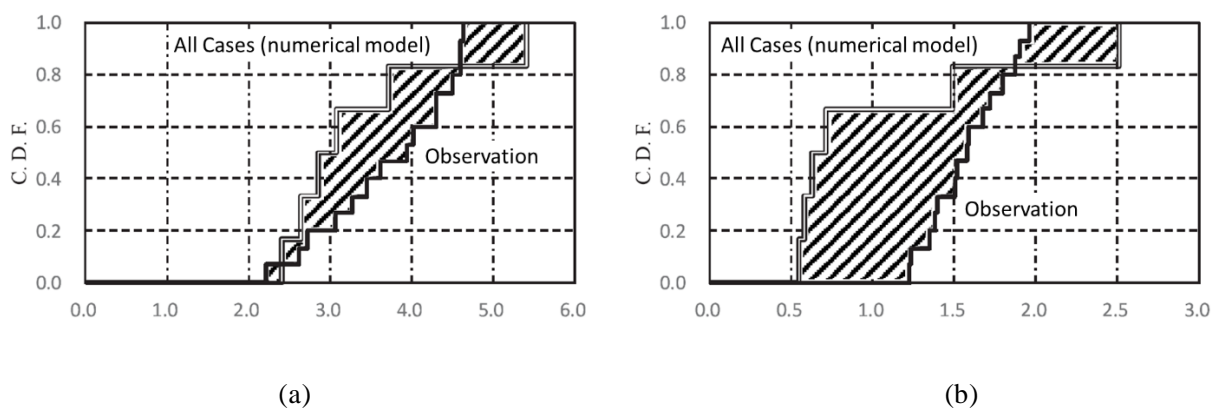 1.0
0.8
0.6
0.4
0.2
0.0
C. D. F.
All Cases (numerical model)
Observation
0.0 1.0 2.0 3.0 4.0 5.0 6.0
(a)
1.0
0.8
0.6
0.4
0.2
0.0
C. D. F.
All Cases (numerical model)
Observation
0.0 0.5 1.0 1.5 2.0 2.5 3.0
(b)